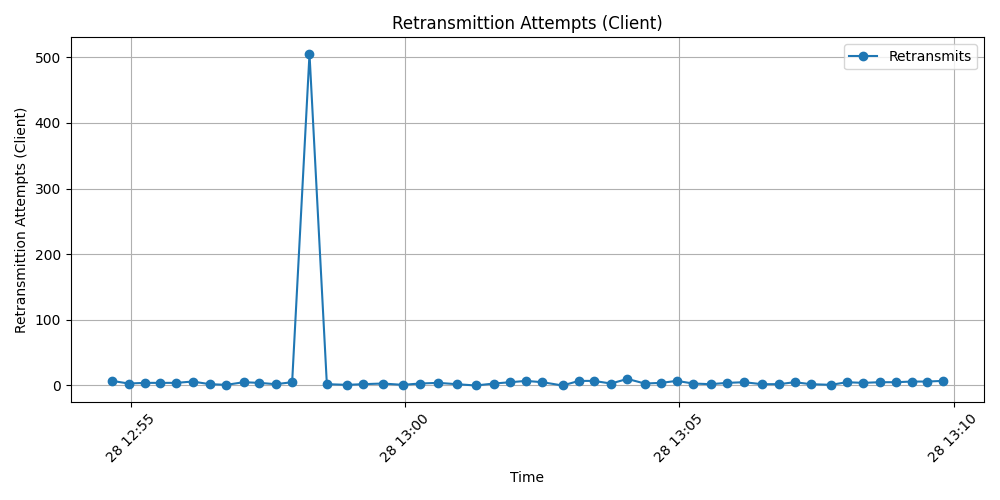 Retransmittion Attempts (Client)
Retransmits
Retransmittion Attempts (Client)
500
400
300
200
100
0
28 12:55
28 13:00
28 13:05
28 13:10
Time